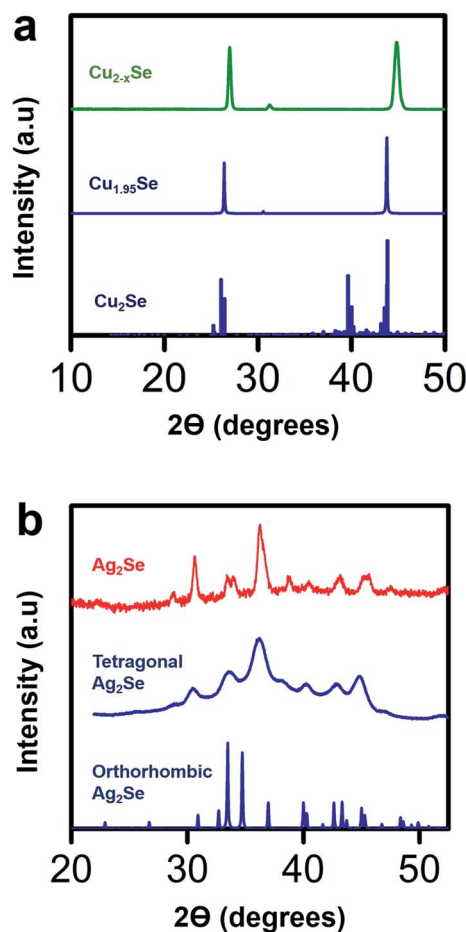 a
Intensity (a.u)
Cu₂₋ₓSe
Cu₁.₉₅Se
Cu₂Se
10 20 30 40 50
2Θ (degrees)
b
Intensity (a.u)
Ag₂Se
Tetragonal
Ag₂Se
Orthorhombic
Ag₂Se
20 30 40 50
2Θ (degrees)